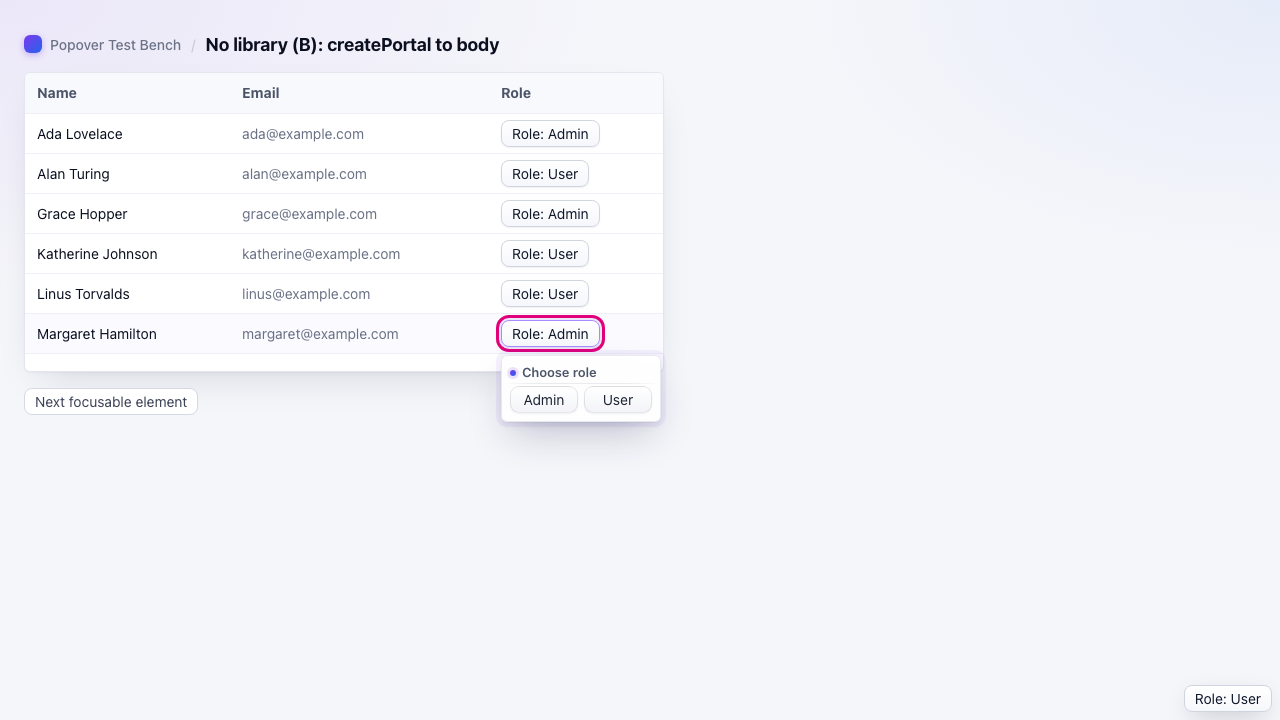 Popover Test Bench / No library (B): createPortal to body
Name Email Role
Ada Lovelace ada@example.com Role: Admin
Alan Turing alan@example.com Role: User
Grace Hopper grace@example.com Role: Admin
Katherine Johnson katherine@example.com Role: User
Linus Torvalds linus@example.com Role: User
Margaret Hamilton margaret@example.com Role: Admin
Choose role
Admin User
Next focusable element
Role: User